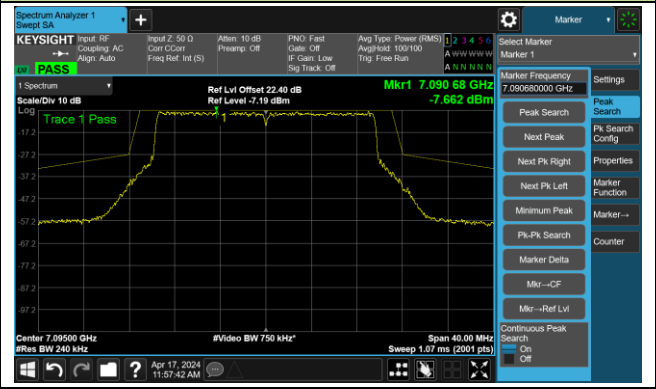 Spectrum Analyzer 1
Swept SA
Marker
KEYSIGHT
Input: RF
Coupling: AC
Align: Auto
Input Z: 50 Ω
Corr CCorr
Freq Ref: Int (S)
Atten: 10 dB
Preamp: Off
PNO: Fast
Gate: Off
IF Gain: Low
Sig Track: Off
Avg Type: Power (RMS)
Avg|Hold: 100/100
Trig: Free Run
1 2 3 4 5 6
A W W W W W
A N N N N N
LNI PASS
Select Marker
Marker 1
1 Spectrum
Scale/Div 10 dB
Ref Lvl Offset 22.40 dB
Ref Level -7.19 dBm
Mkr1 7.090 68 GHz
-7.662 dBm
Log
Trace 1 Pass
1
-17.2
-27.2
-37.2
-47.2
-57.2
-67.2
-77.2
-87.2
-97.2
Center 7.09500 GHz
#Res BW 240 kHz
#Video BW 750 kHz*
Span 40.00 MHz
Sweep 1.07 ms (2001 pts)
Marker Frequency
7.090680000 GHz
Peak Search
Next Peak
Next Pk Right
Next Pk Left
Minimum Peak
Pk-Pk Search
Marker Delta
Mkr→CF
Mkr→Ref Lvl
Continuous Peak
Search
On
Off
Settings
Peak
Search
Pk Search
Config
Properties
Marker
Function
Marker→
Counter
Apr 17, 2024
11:57:42 AM